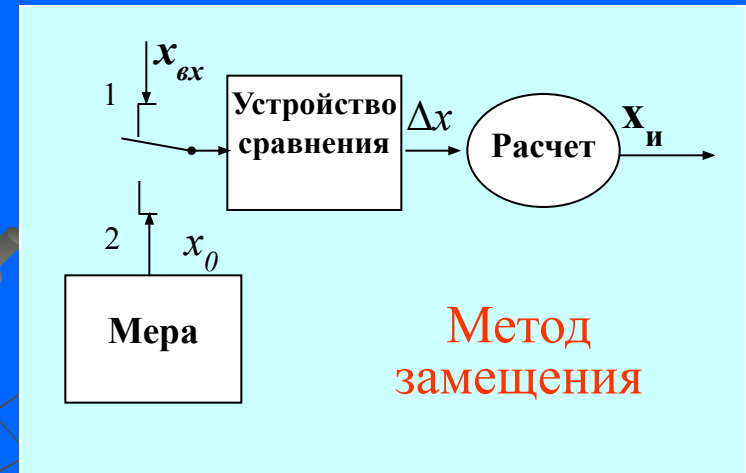 x_вх
1
Устройство
сравнения
Δx
Расчет
x_и
2
x_0
Мера
Метод
замещения